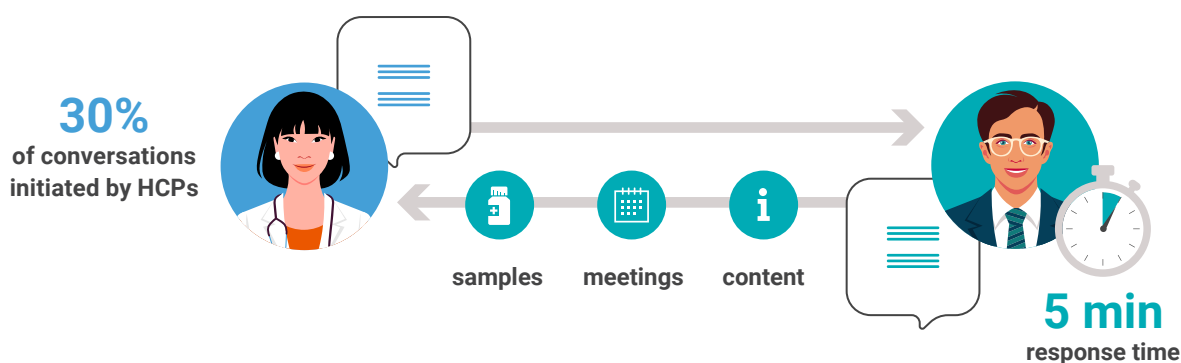 30%
of conversations
initiated by HCPs
samples
meetings
content
5 min
response time